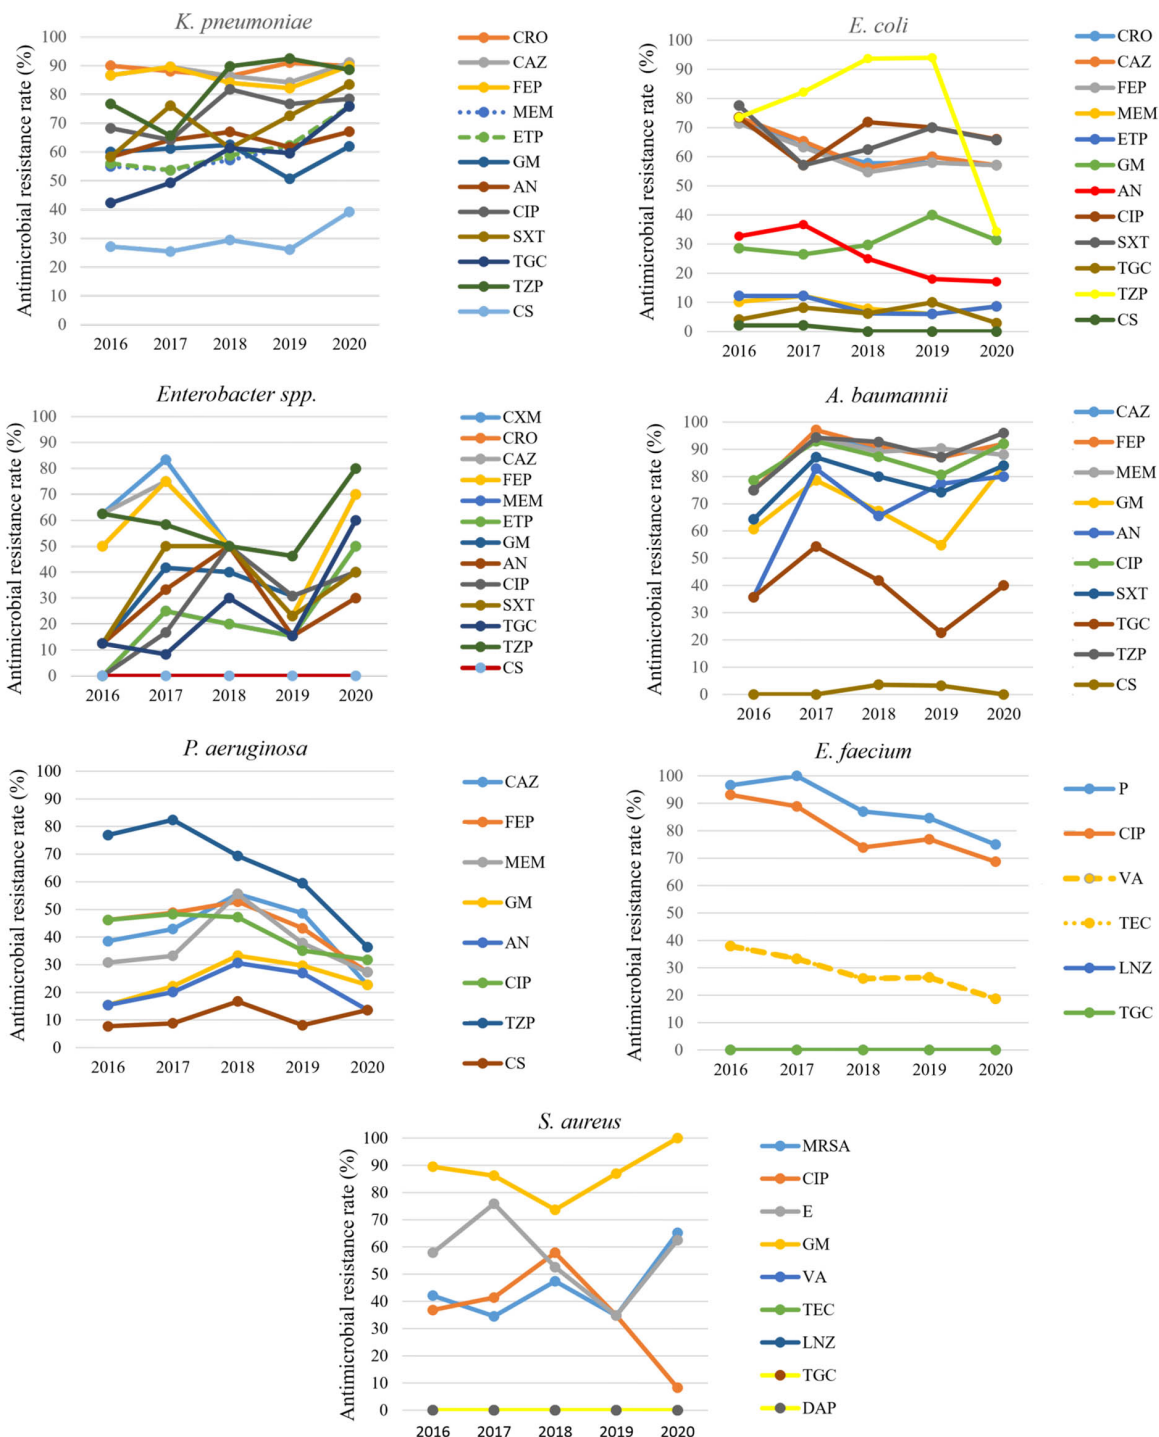 K. pneumoniae
Antimicrobial resistance rate (%)
100
90
80
70
60
50
40
30
20
10
0
2016 2017 2018 2019 2020
CRO
CAZ
FEP
MEM
ETP
GM
AN
CIP
SXT
TGC
TZP
CS
E. coli
Antimicrobial resistance rate (%)
100
90
80
70
60
50
40
30
20
10
0
2016 2017 2018 2019 2020
CRO
CAZ
FEP
MEM
ETP
GM
AN
CIP
SXT
TGC
TZP
CS
Enterobacter spp.
Antimicrobial resistance rate (%)
100
90
80
70
60
50
40
30
20
10
0
2016 2017 2018 2019 2020
CXM
CRO
CAZ
FEP
MEM
ETP
GM
AN
CIP
SXT
TGC
TZP
CS
A. baumannii
Antimicrobial resistance rate (%)
100
90
80
70
60
50
40
30
20
10
0
2016 2017 2018 2019 2020
CAZ
FEP
MEM
GM
AN
CIP
SXT
TGC
TZP
CS
P. aeruginosa
Antimicrobial resistance rate (%)
100
90
80
70
60
50
40
30
20
10
0
2016 2017 2018 2019 2020
CAZ
FEP
MEM
GM
AN
CIP
TZP
CS
E. faecium
Antimicrobial resistance rate (%)
100
90
80
70
60
50
40
30
20
10
0
2016 2017 2018 2019 2020
P
CIP
VA
TEC
LNZ
TGC
S. aureus
Antimicrobial resistance rate (%)
100
90
80
70
60
50
40
30
20
10
0
2016 2017 2018 2019 2020
MRSA
CIP
E
GM
VA
TEC
LNZ
TGC
DAP